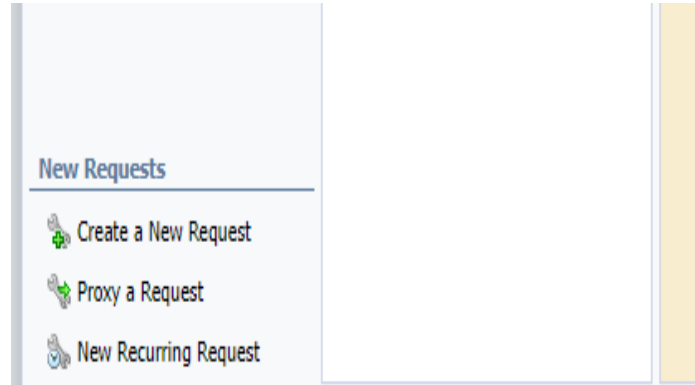 New Requests
Create a New Request
Proxy a Request
New Recurring Request